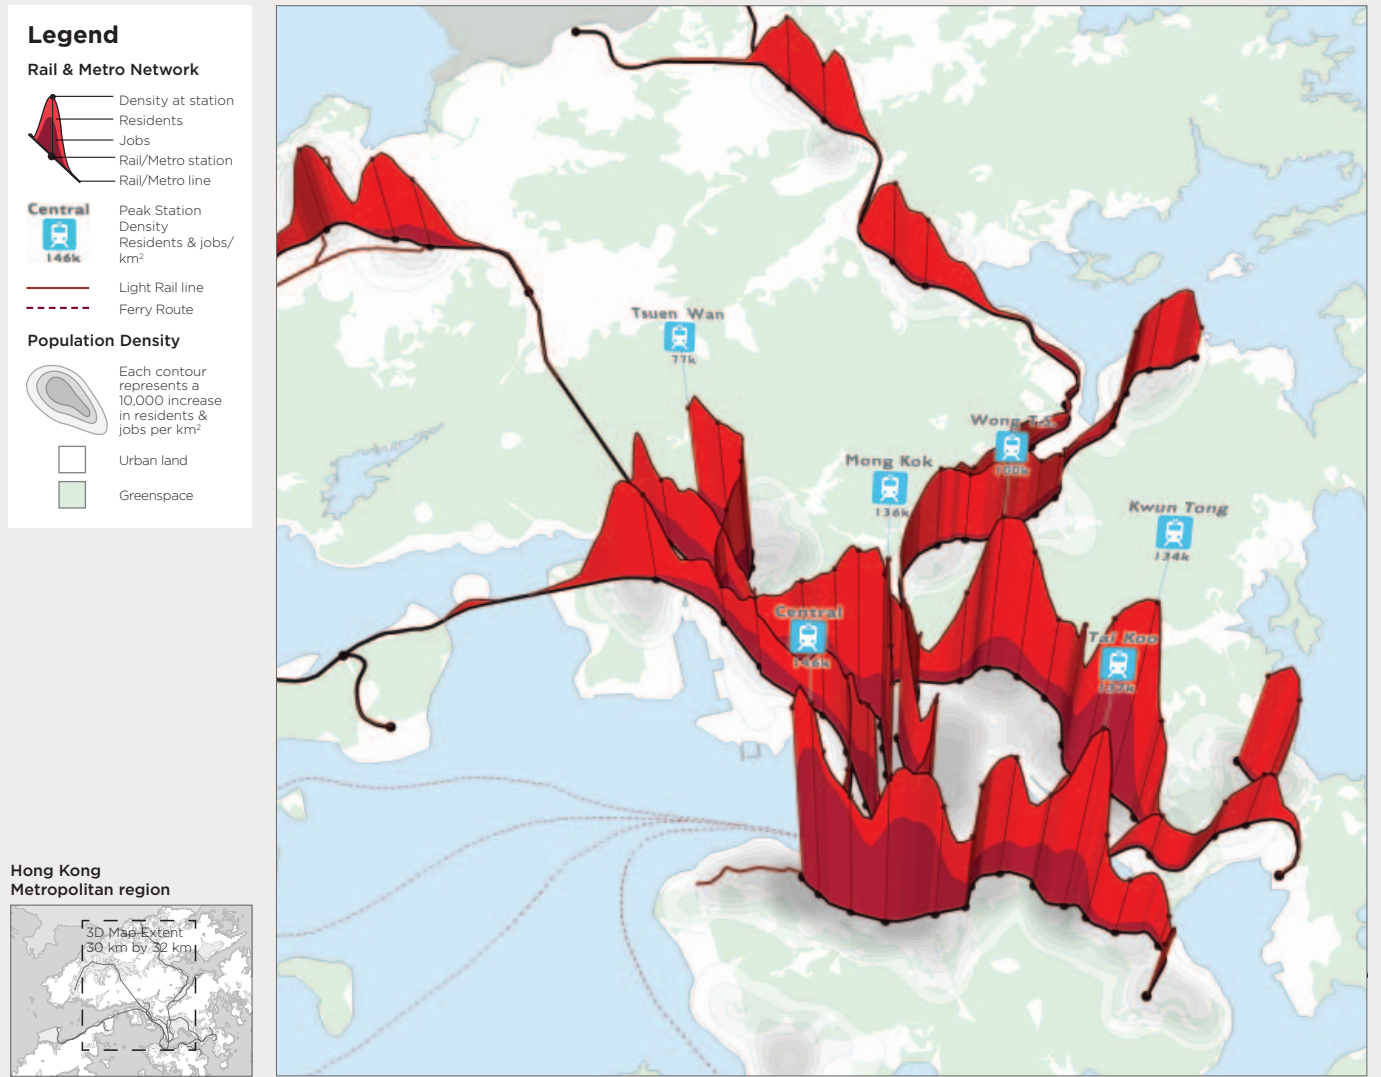 Legend
Rail & Metro Network
Density at station
Residents
Jobs
Rail/Metro station
Rail/Metro line
Central
146k
Peak Station
Density
Residents & jobs/
km²
Light Rail line
Ferry Route
Population Density
Each contour
represents a
10,000 increase
in residents &
jobs per km²
Urban land
Greenspace
Tsuen Wan
77k
Wong T.S.
100k
Mong Kok
136k
Kwun Tong
134k
Central
146k
Tai Koo
137k
Hong Kong
Metropolitan region
3D Map Extent
30 km by 32 km